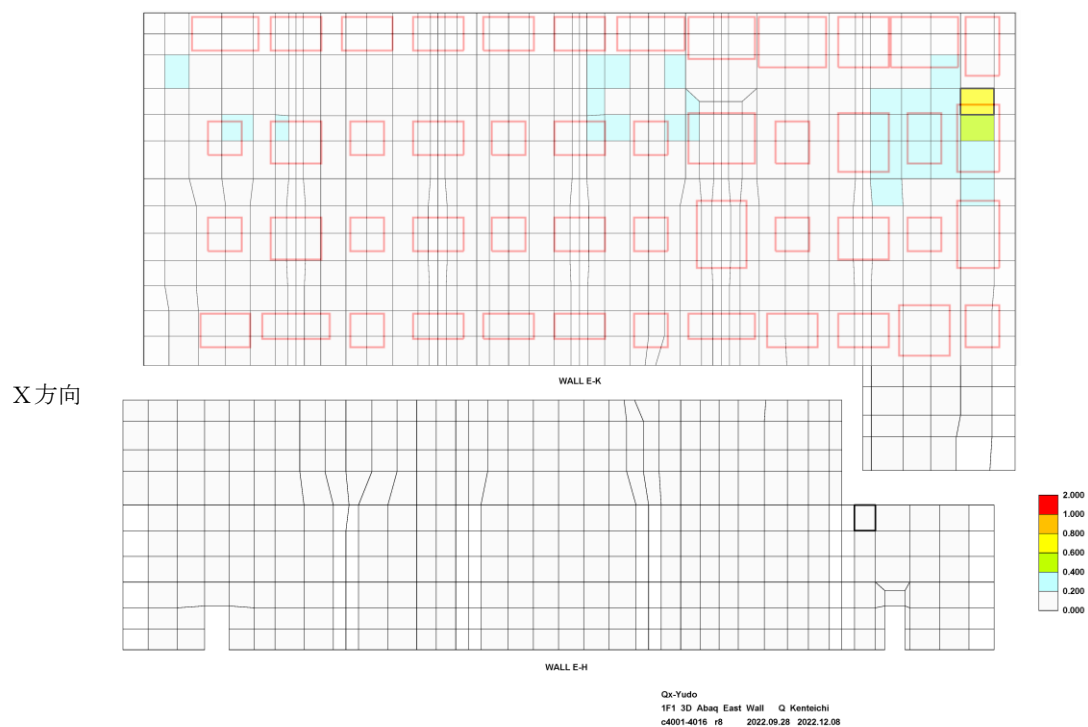 WALL E-K
X方向
2.000
1.000
0.800
0.600
0.400
0.200
0.000
WALL E-H
Qx-Yudo
1F1 3D Abaq East Wall Q Kenteichi
c4001-4016 r8 2022.09.28 2022.12.08